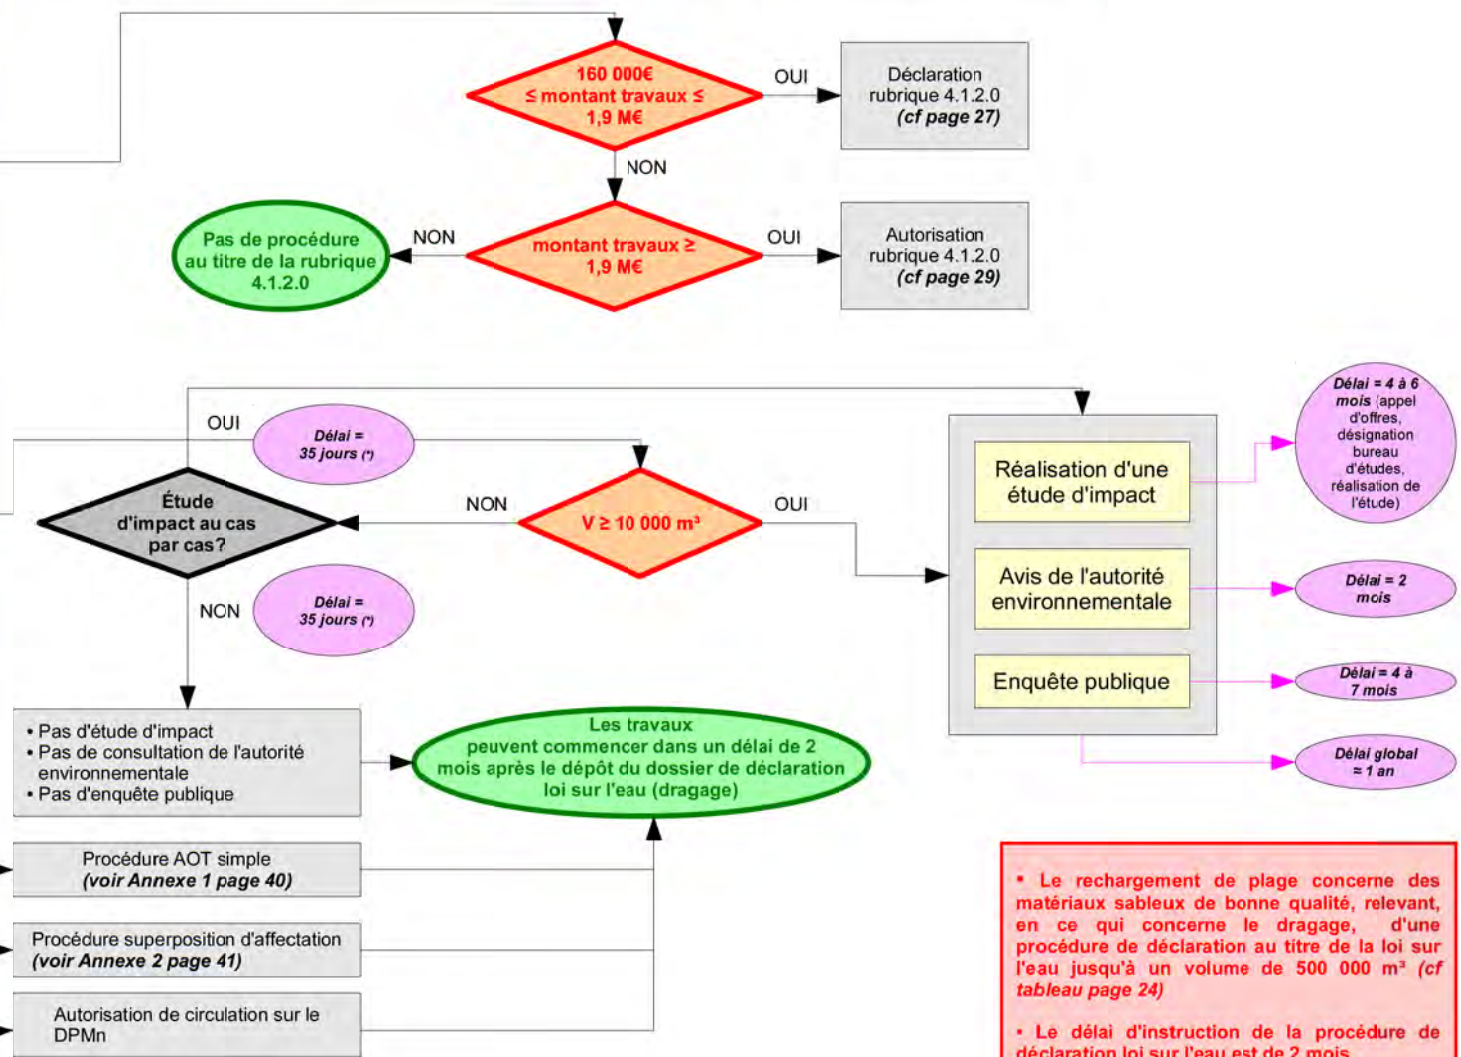 160 000€
≤ montant travaux ≤
1,9 M€
OUI
Déclaration
rubrique 4.1.2.0
(cf page 27)
NON
montant travaux ≥
1,9 M€
NON
Pas de procédure
au titre de la rubrique
4.1.2.0
OUI
Autorisation
rubrique 4.1.2.0
(cf page 29)
OUI
Délai =
35 jours (*)
Étude
d'impact au cas
par cas?
NON
V ≥ 10 000 m³
OUI
NON
Délai =
35 jours (*)
Réalisation d'une
étude d'impact
Avis de l'autorité
environnementale
Enquête publique
Délai = 4 à 6
mois (appel
d'offres,
désignation
bureau
d'études,
réalisation de
l'étude)
Délai = 2
mois
Délai = 4 à
7 mois
Délai global
≈ 1 an
• Pas d'étude d'impact
• Pas de consultation de l'autorité
environnementale
• Pas d'enquête publique
Les travaux
peuvent commencer dans un délai de 2
mois après le dépôt du dossier de déclaration
loi sur l'eau (dragage)
Procédure AOT simple
(voir Annexe 1 page 40)
Procédure superposition d'affectation
(voir Annexe 2 page 41)
Autorisation de circulation sur le
DPMn
▪ Le rechargement de plage concerne des
matériaux sableux de bonne qualité, relevant,
en ce qui concerne le dragage, d'une
procédure de déclaration au titre de la loi sur
l'eau jusqu'à un volume de 500 000 m³ (cf
tableau page 24)
▪ Le délai d'instruction de la procédure de
déclaration loi sur l'eau est de 2 mois